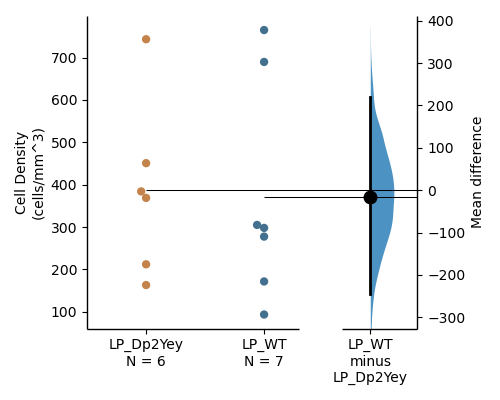 Cell Density
(cells/mm^3)
700
600
500
400
300
200
100
LP_Dp2Yey
N = 6
LP_WT
N = 7
LP_WT
minus
LP_Dp2Yey
400
300
200
100
0
−100
−200
−300
Mean difference